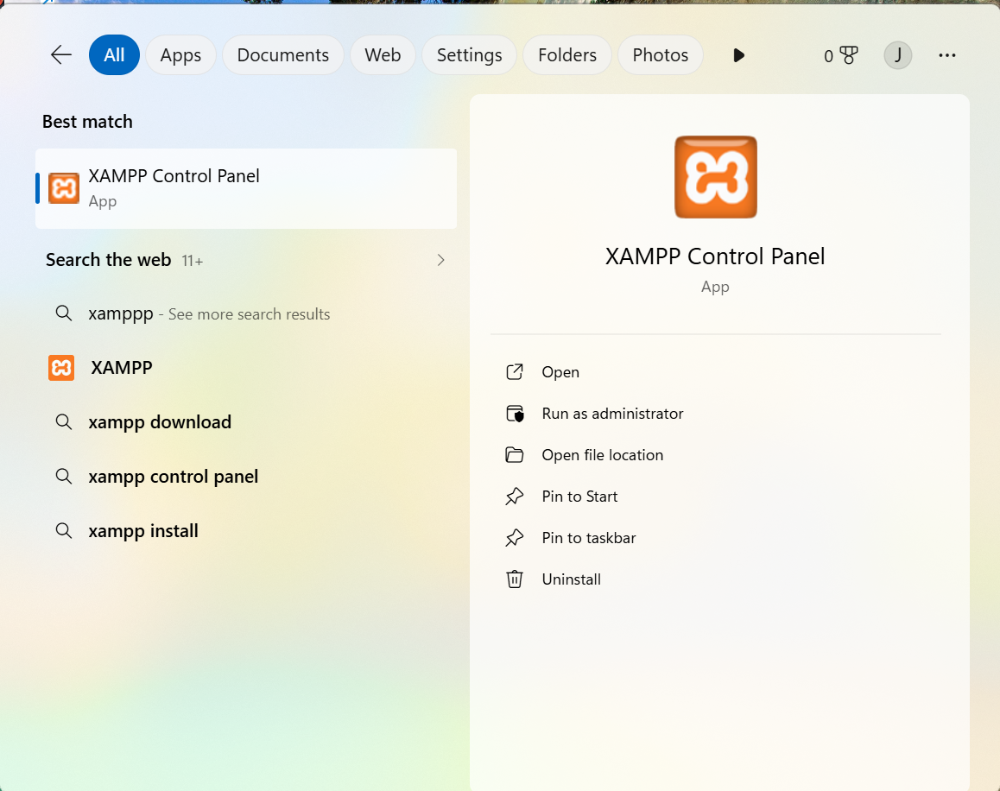 All Apps Documents Web Settings Folders Photos 0 J
Best match
XAMPP Control Panel
App
Search the web 11+
xamppp - See more search results
XAMPP
xampp download
xampp control panel
xampp install
XAMPP Control Panel
App
Open
Run as administrator
Open file location
Pin to Start
Pin to taskbar
Uninstall